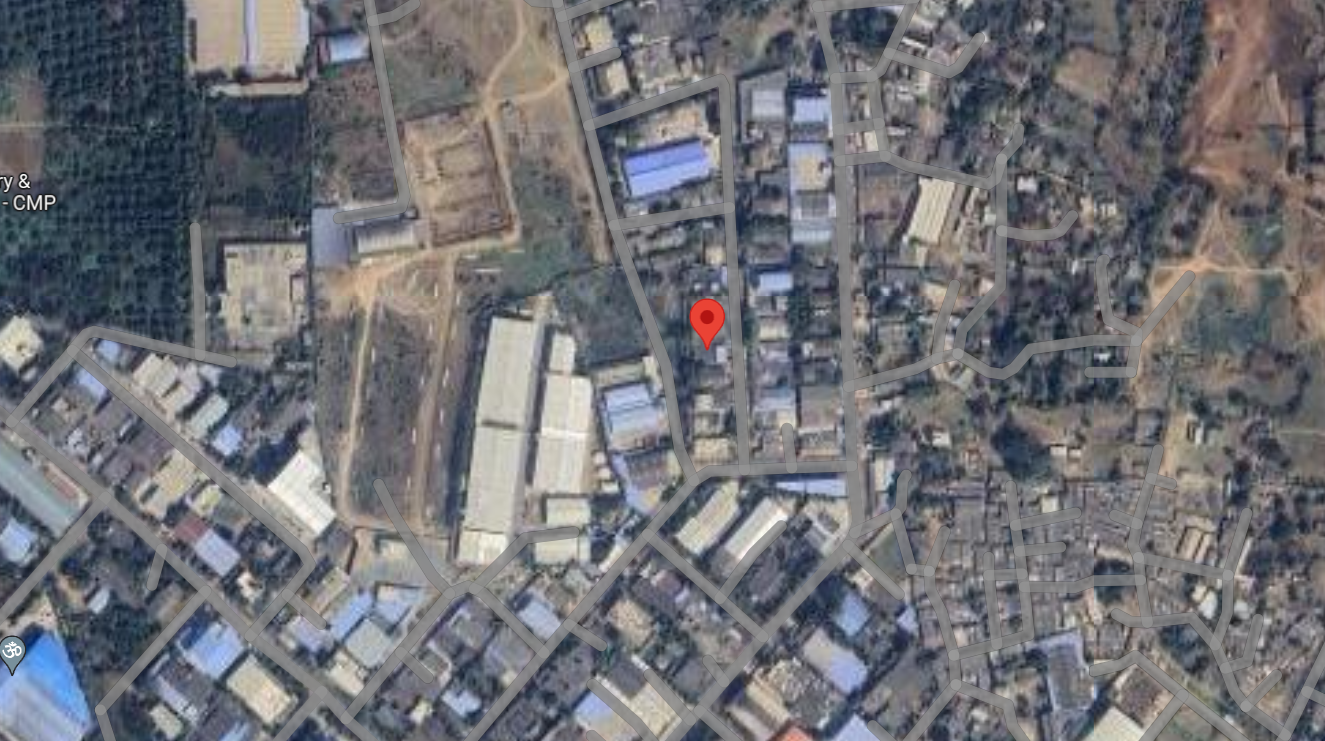 ry &
- CMP
ॐ